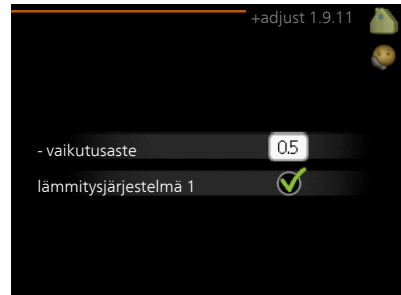 +adjust 1.9.11
- vaikutusaste 0.5
lämmitysjärjestelmä 1